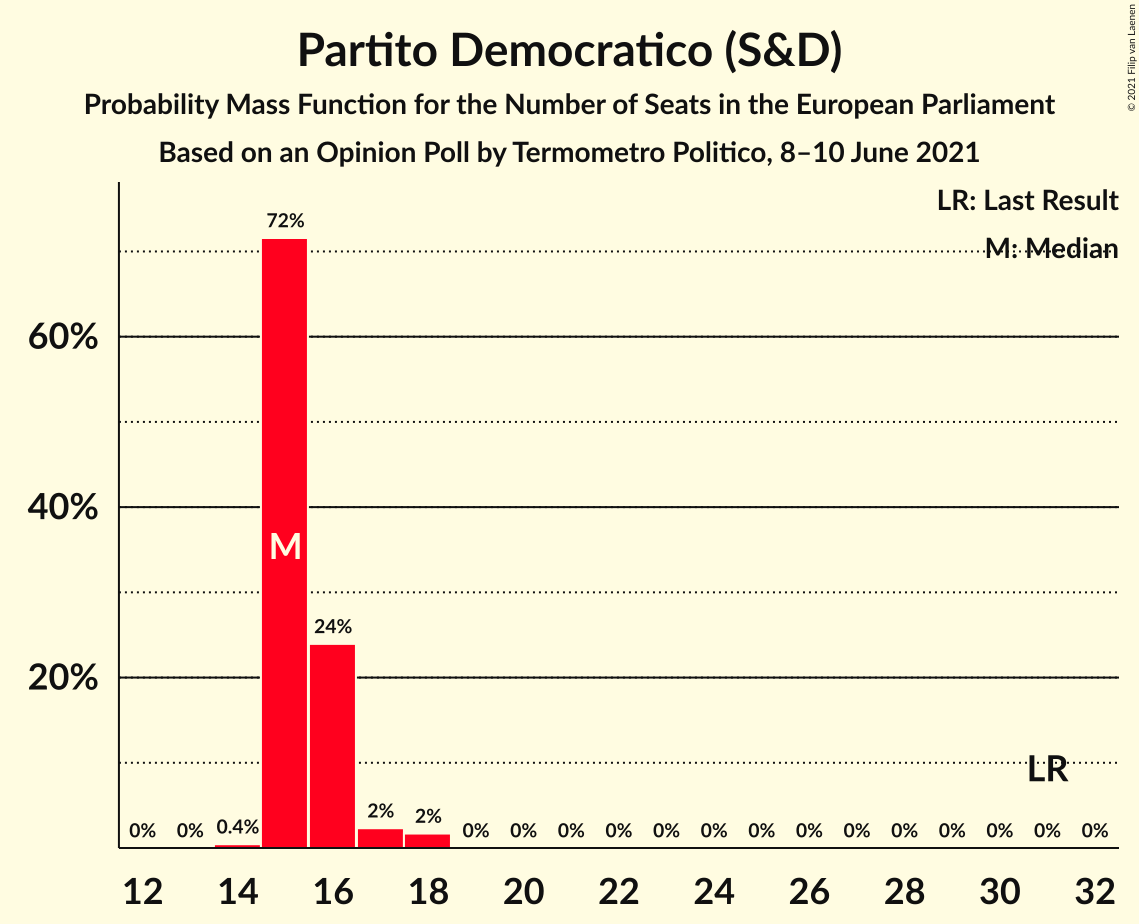 Partito Democratico (S&D)
Probability Mass Function for the Number of Seats in the European Parliament
Based on an Opinion Poll by Termometro Politico, 8–10 June 2021
© 2021 Filip van Laenen
LR: Last Result
M: Median
72%
60%
40%
M
24%
20%
LR
0% 0% 0.4% 2% 2% 0% 0% 0% 0% 0% 0% 0% 0% 0% 0% 0% 0% 0% 0%
12 14 16 18 20 22 24 26 28 30 32